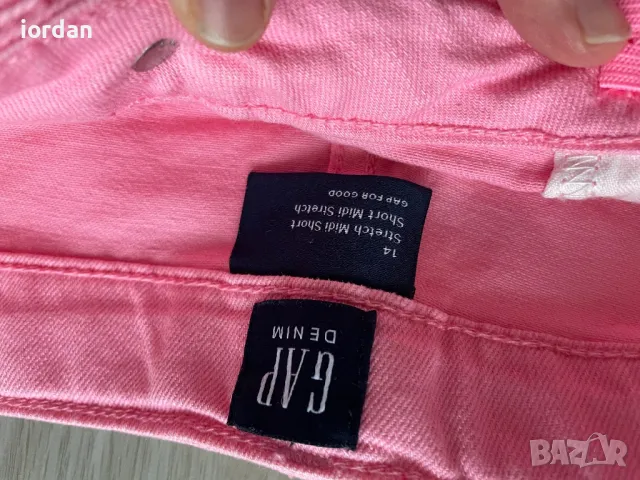 iordan
14
Stretch Midi Short
Short Midi Stretch
GAP FOR GOOD
GAP
DENIM
BAZAR